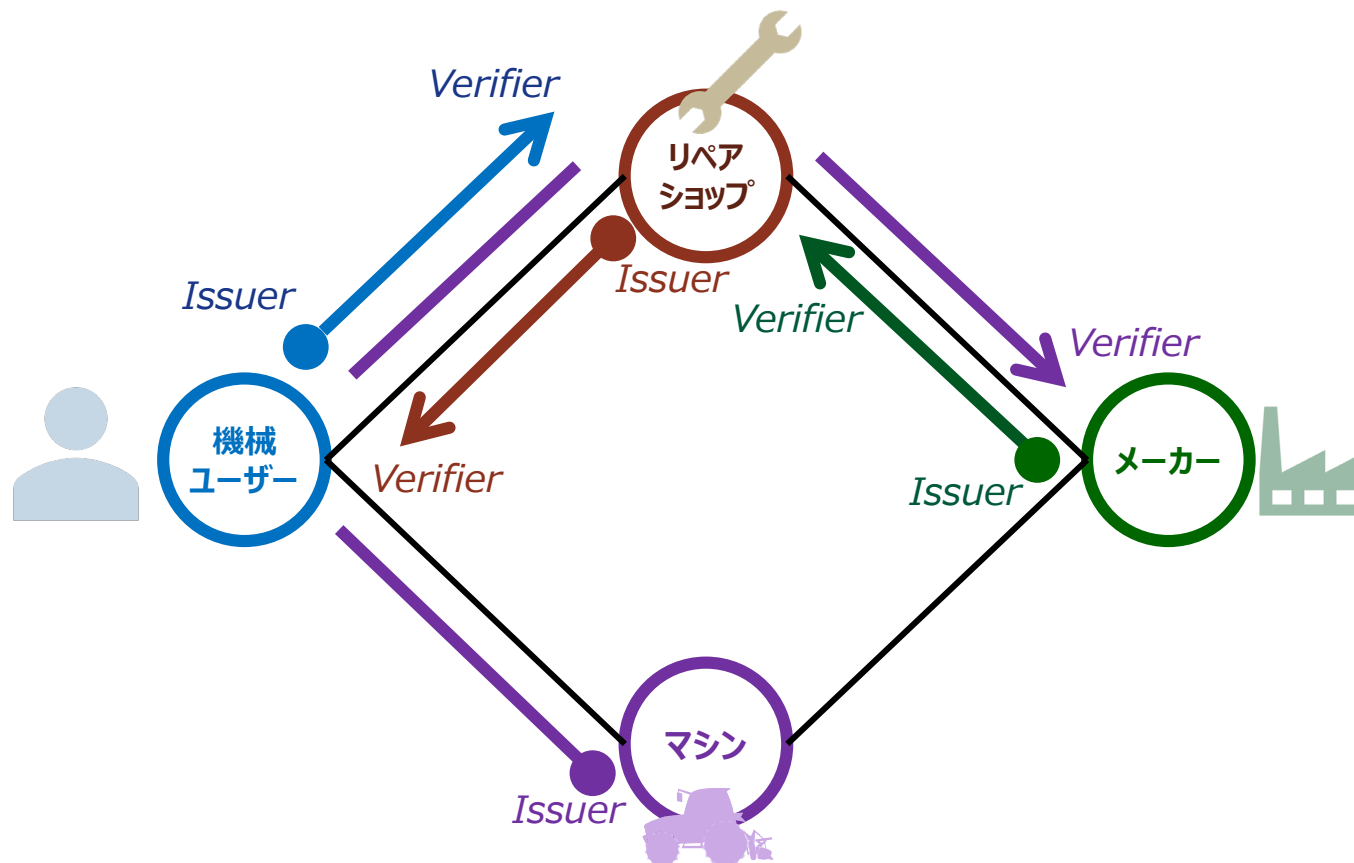 Verifier
リペア
ショップ
Issuer
Issuer
Verifier
Verifier
機械
ユーザー
Verifier
Issuer
メーカー
マシン
Issuer